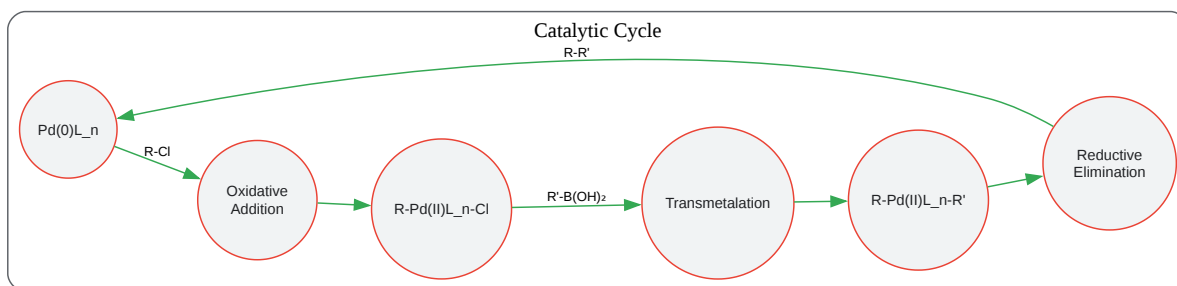 Catalytic Cycle
R-R'
Pd(0)L_n
R-Cl
Oxidative
Addition
R-Pd(II)L_n-Cl
R'-B(OH)₂
Transmetalation
R-Pd(II)L_n-R'
Reductive
Elimination